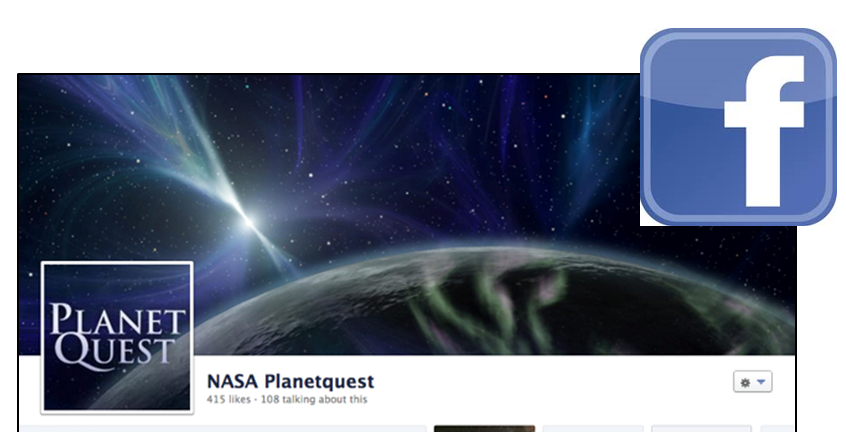 f
PLANET
QUEST
NASA Planetquest
415 likes · 108 talking about this